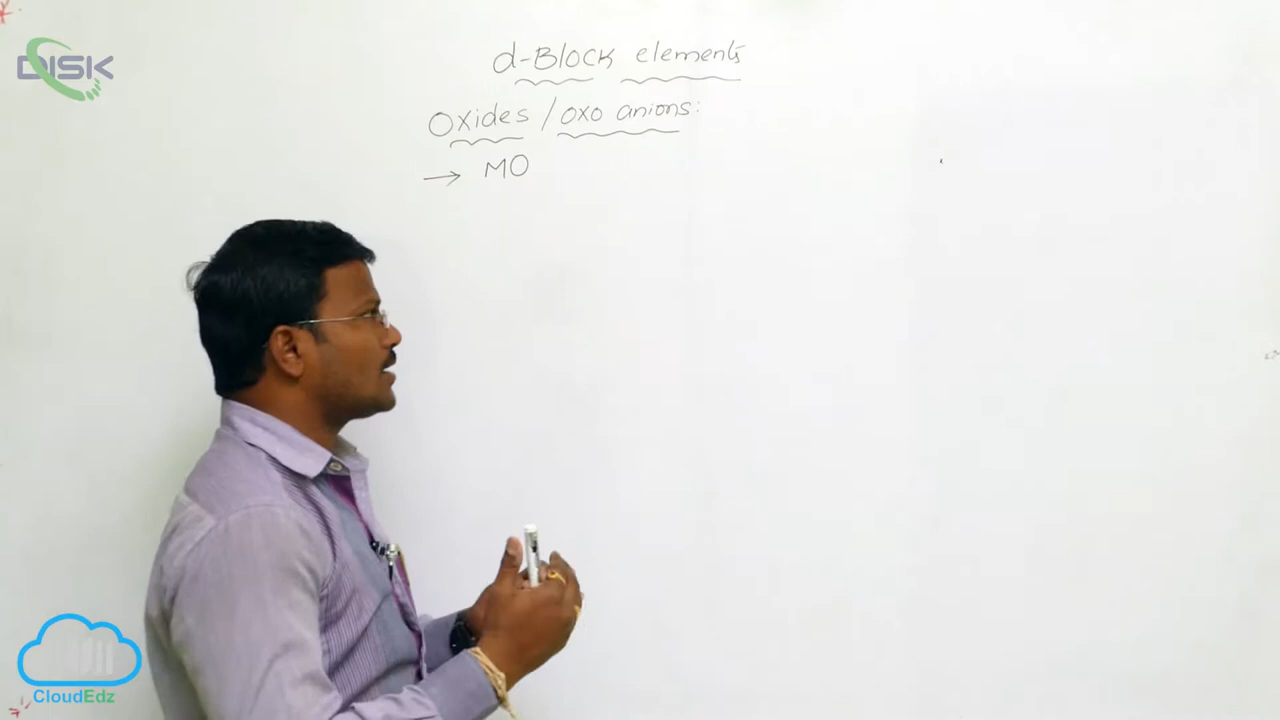 DISK
d-Block elements
Oxides / oxo anions:
→ MO
CloudEdz